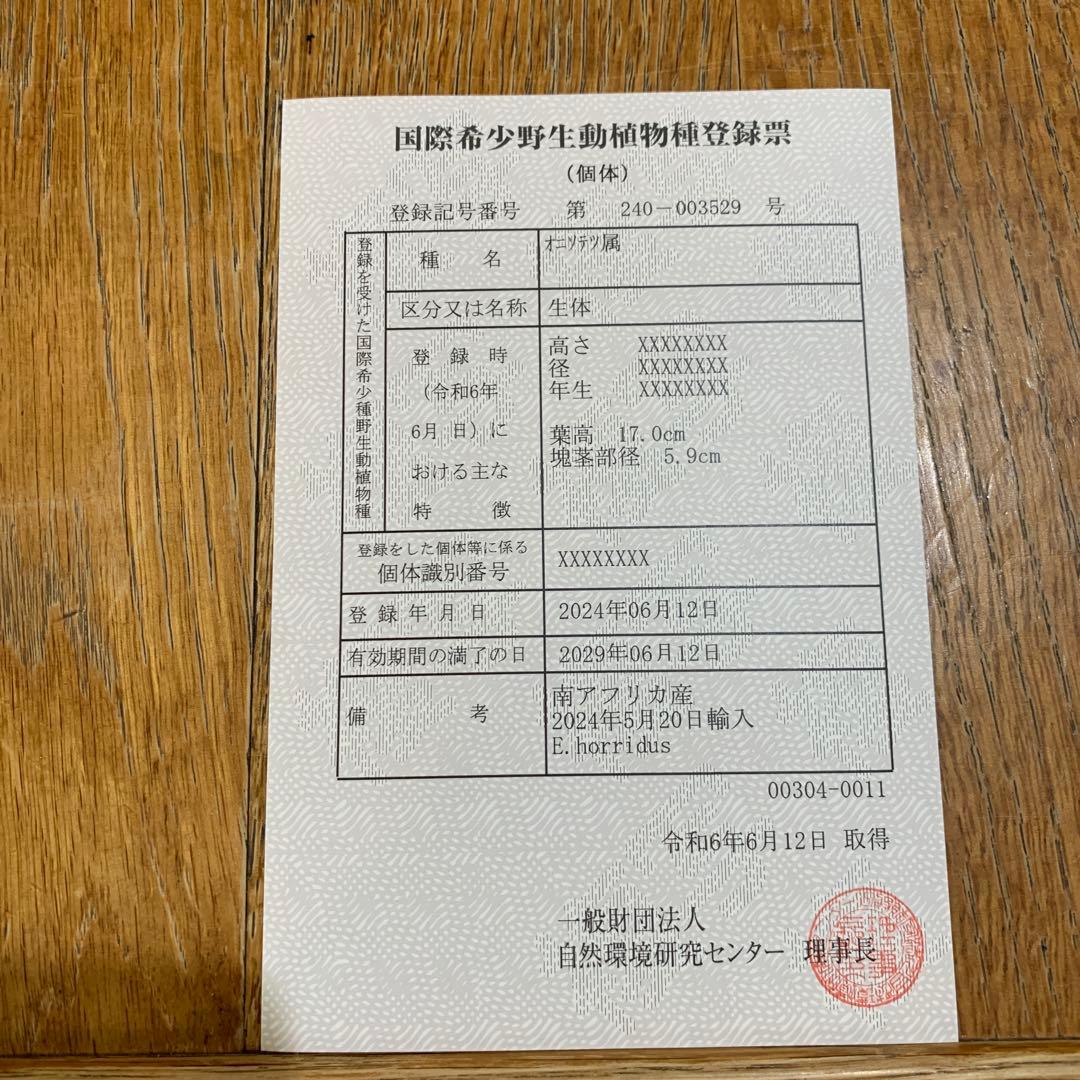 国際希少野生動植物種登録票
（個体）
登録記号番号 第 240－003529 号
登録を受けた国際希少種野生動植物種
種 名 ｵﾆｿﾃﾂ属
区分又は名称 生体
登録時
(令和6年
6月 日）に
おける主な
特徴
高さ XXXXXXXX
径 XXXXXXXX
年生 XXXXXXXX
葉高 17.0cm
塊茎部径 5.9cm
登録をした個体等に係る
個体識別番号
XXXXXXXX
登録年月日 2024年06月12日
有効期間の満了の日 2029年06月12日
備考
南アフリカ産
2024年5月20日輸入
E.horridus
00304-0011
令和6年6月12日 取得
一般財団法人
自然環境研究センター 理事長